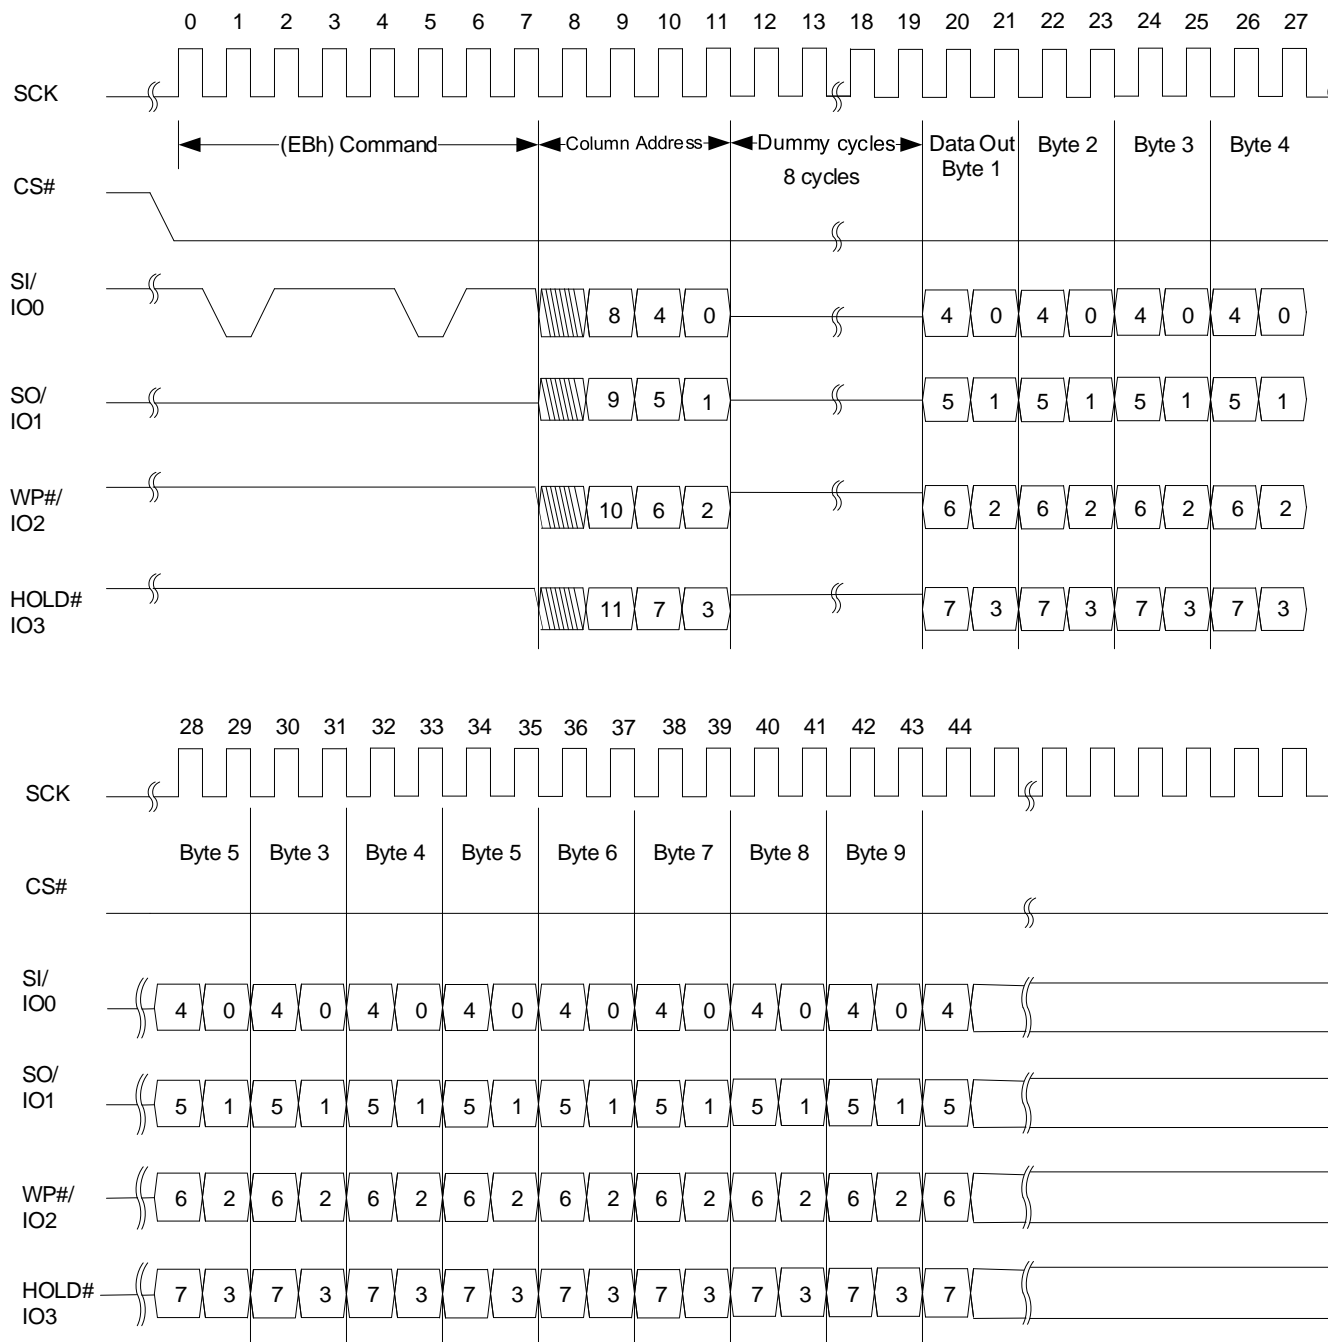 0 1 2 3 4 5 6 7 8 9 10 11 12 13 18 19 20 21 22 23 24 25 26 27
SCK
(EBh) Command Column Address Dummy cycles Data Out Byte 2 Byte 3 Byte 4
8 cycles Byte 1
CS#
SI/
IO0 8 4 0 4 0 4 0 4 0 4 0
SO/
IO1 9 5 1 5 1 5 1 5 1 5 1
WP#/
IO2 10 6 2 6 2 6 2 6 2 6 2
HOLD#
IO3 11 7 3 7 3 7 3 7 3 7 3
28 29 30 31 32 33 34 35 36 37 38 39 40 41 42 43 44
SCK
Byte 5 Byte 3 Byte 4 Byte 5 Byte 6 Byte 7 Byte 8 Byte 9
CS#
SI/
IO0 4 0 4 0 4 0 4 0 4 0 4 0 4 0 4 0 4
SO/
IO1 5 1 5 1 5 1 5 1 5 1 5 1 5 1 5 1 5
WP#/
IO2 6 2 6 2 6 2 6 2 6 2 6 2 6 2 6 2 6
HOLD#
IO3 7 3 7 3 7 3 7 3 7 3 7 3 7 3 7 3 7